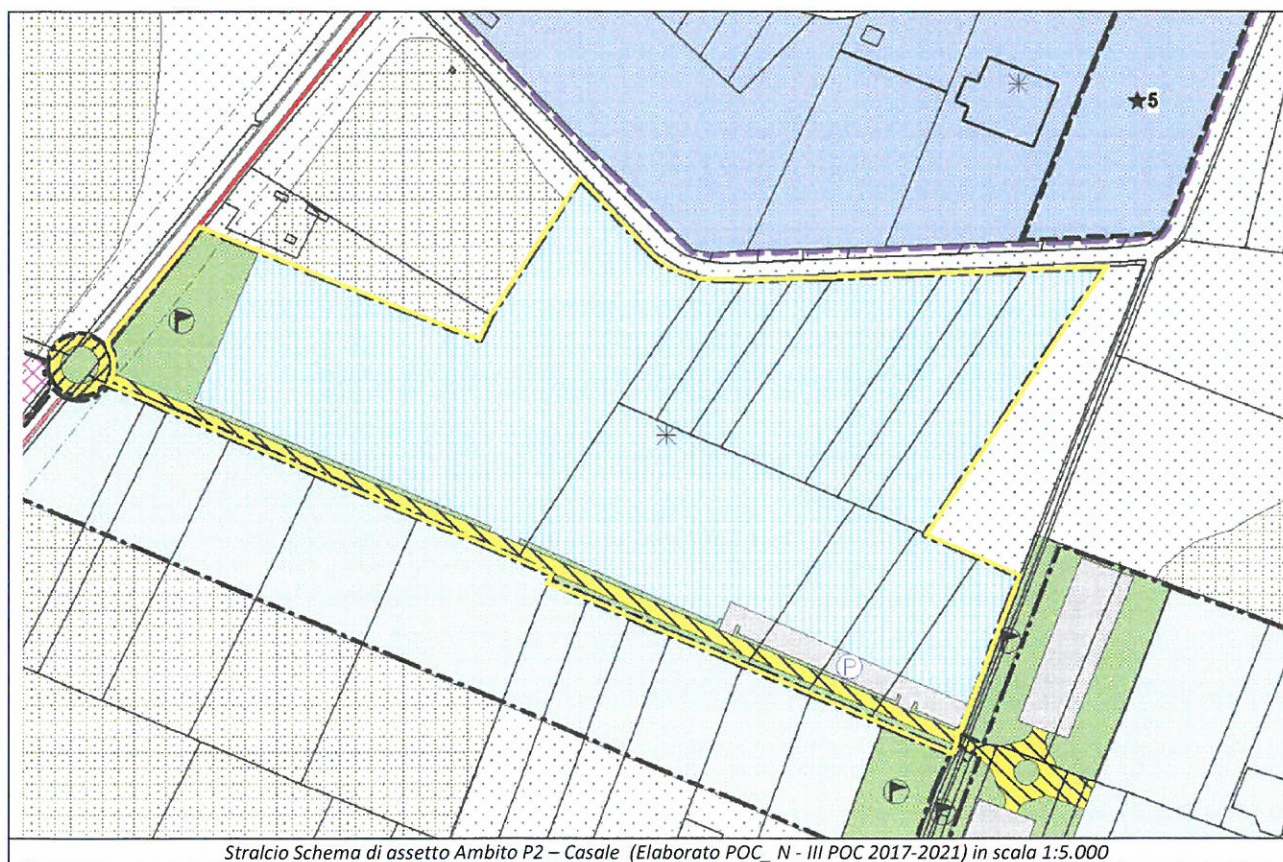 ★5
P
Stralcio Schema di assetto Ambito P2 – Casale (Elaborato POC_ N - III POC 2017-2021) in scala 1:5.000